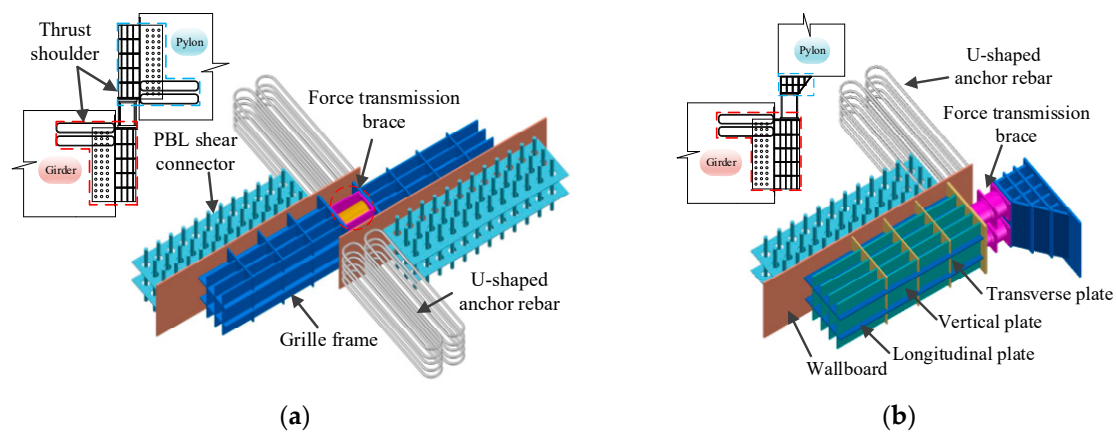 Thrust
shoulder
Pylon
Girder
PBL shear
connector
Force transmission
brace
U-shaped
anchor rebar
Grille frame
(a)
Pylon
Girder
U-shaped
anchor rebar
Force transmission
brace
Transverse plate
Vertical plate
Longitudinal plate
Wallboard
(b)